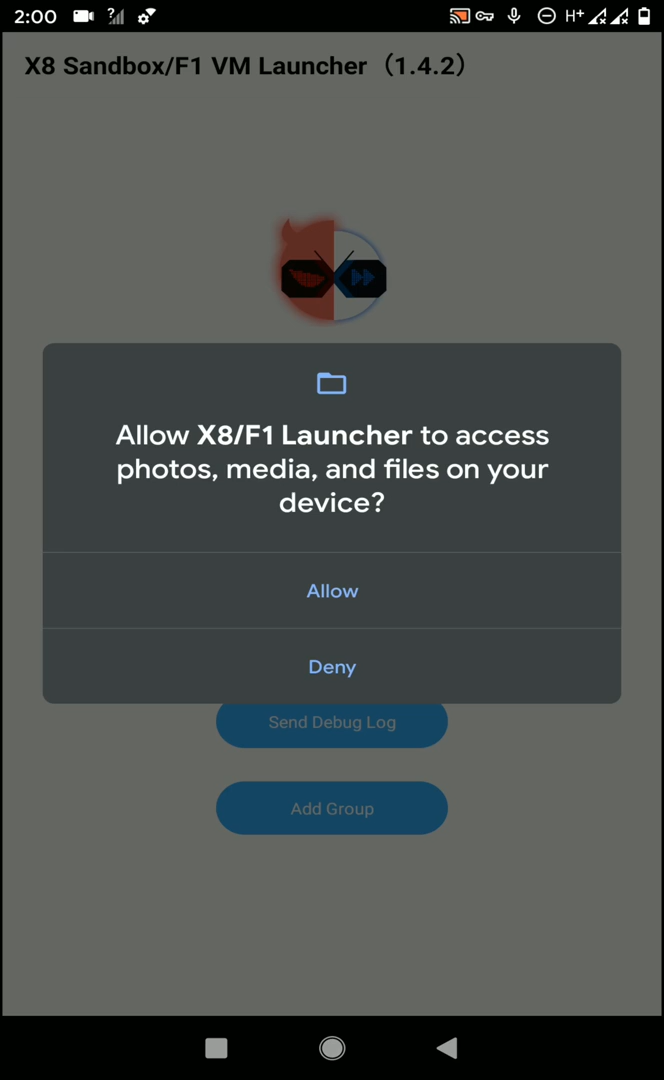 2:00 H+
X8 Sandbox/F1 VM Launcher（1.4.2）
Allow X8/F1 Launcher to access
photos, media, and files on your
device?
Allow
Deny
Send Debug Log
Add Group